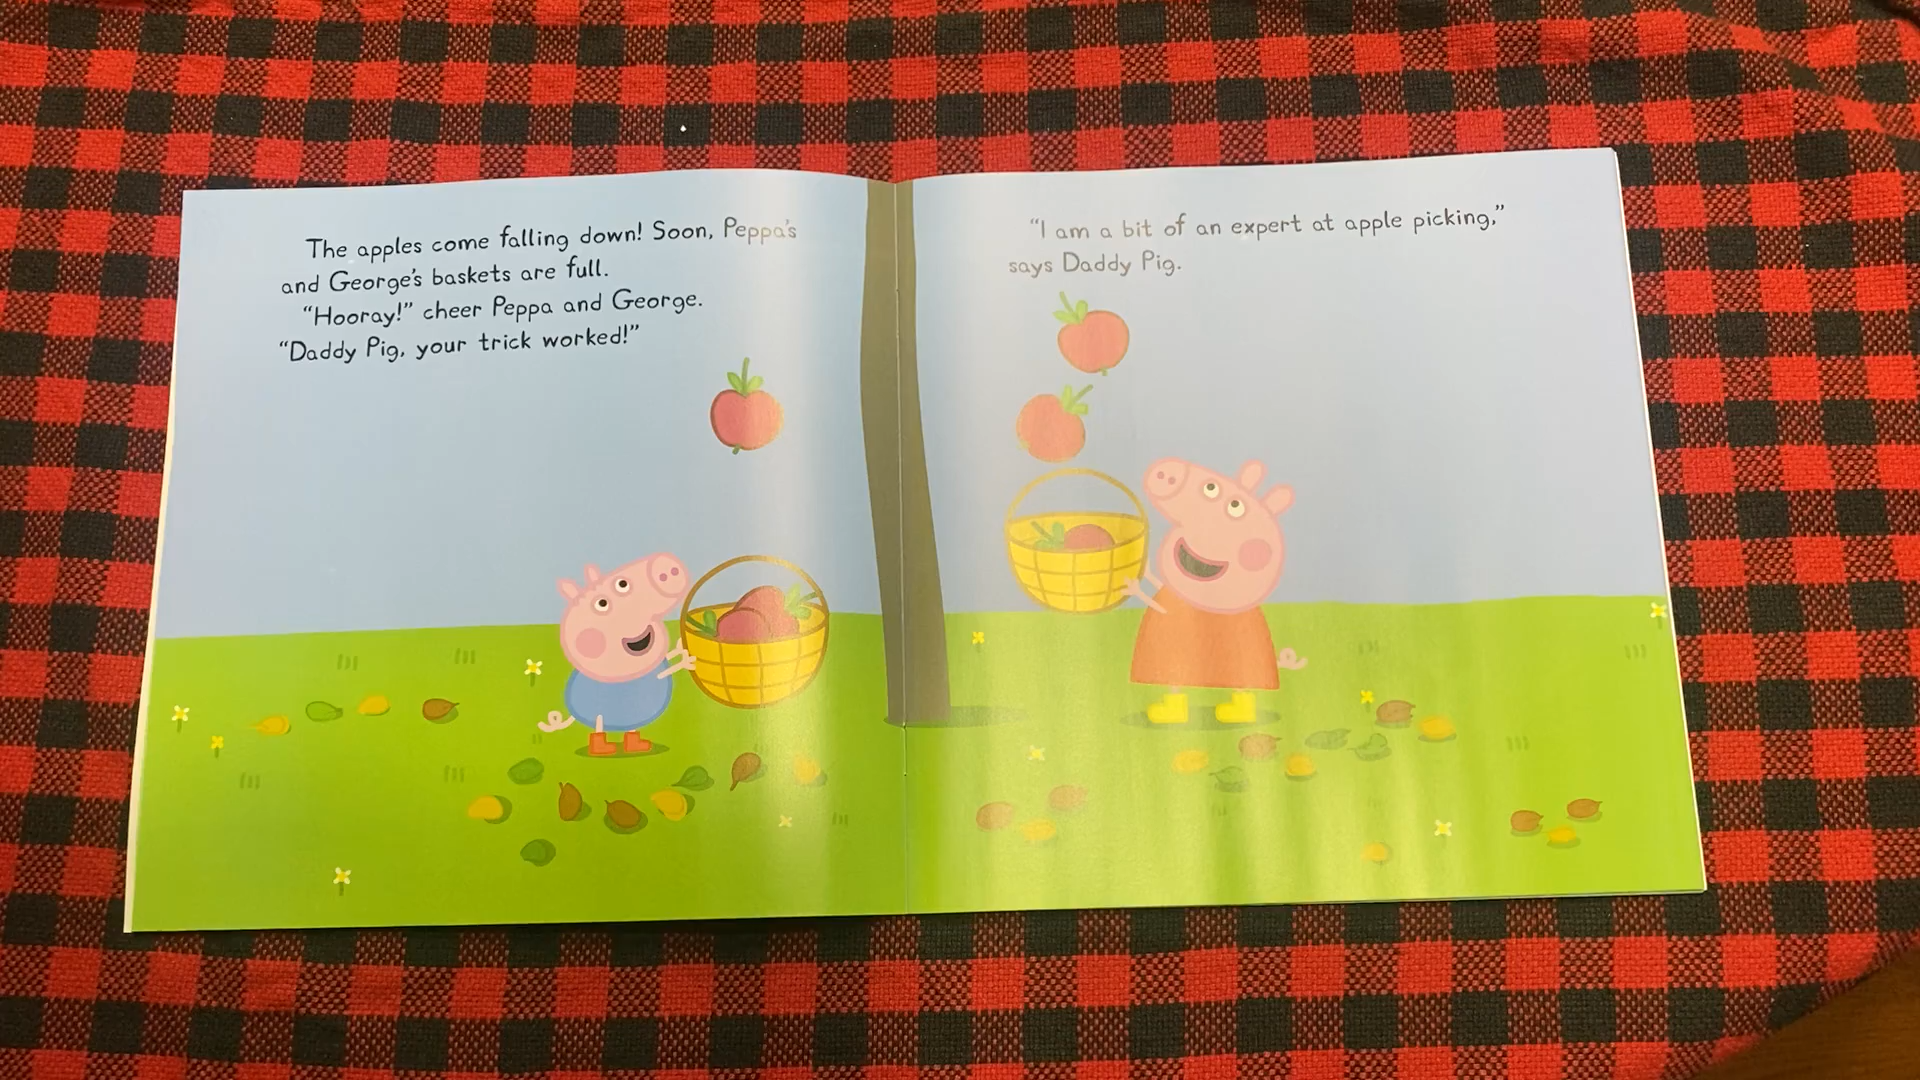 The apples come falling down! Soon, Peppa's
and George's baskets are full.
“Hooray!” cheer Peppa and George.
“Daddy Pig, your trick worked!”
“I am a bit of an expert at apple picking,”
says Daddy Pig.